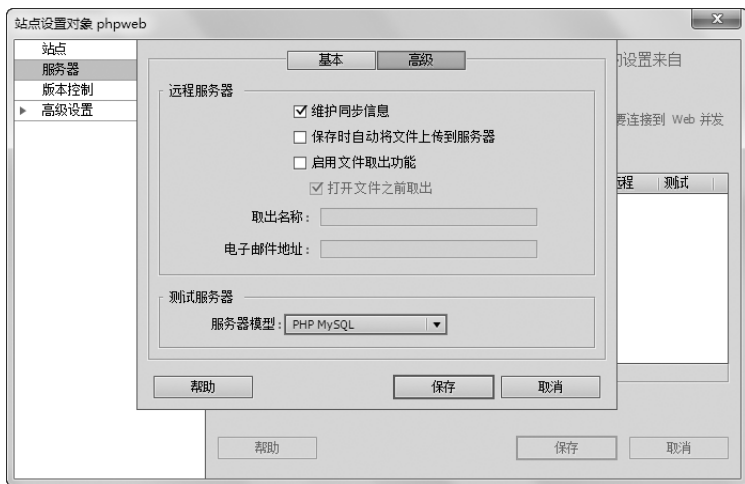 站点设置对象 phpweb
站点
服务器
版本控制
高级设置
基本
高级
的设置来自
远程服务器
维护同步信息
要连接到 Web 并发
保存时自动将文件上传到服务器
启用文件取出功能
打开文件之前取出
远程
测试
取出名称：
电子邮件地址：
测试服务器
服务器模型：
PHP MySQL
帮助
保存
取消
帮助
保存
取消